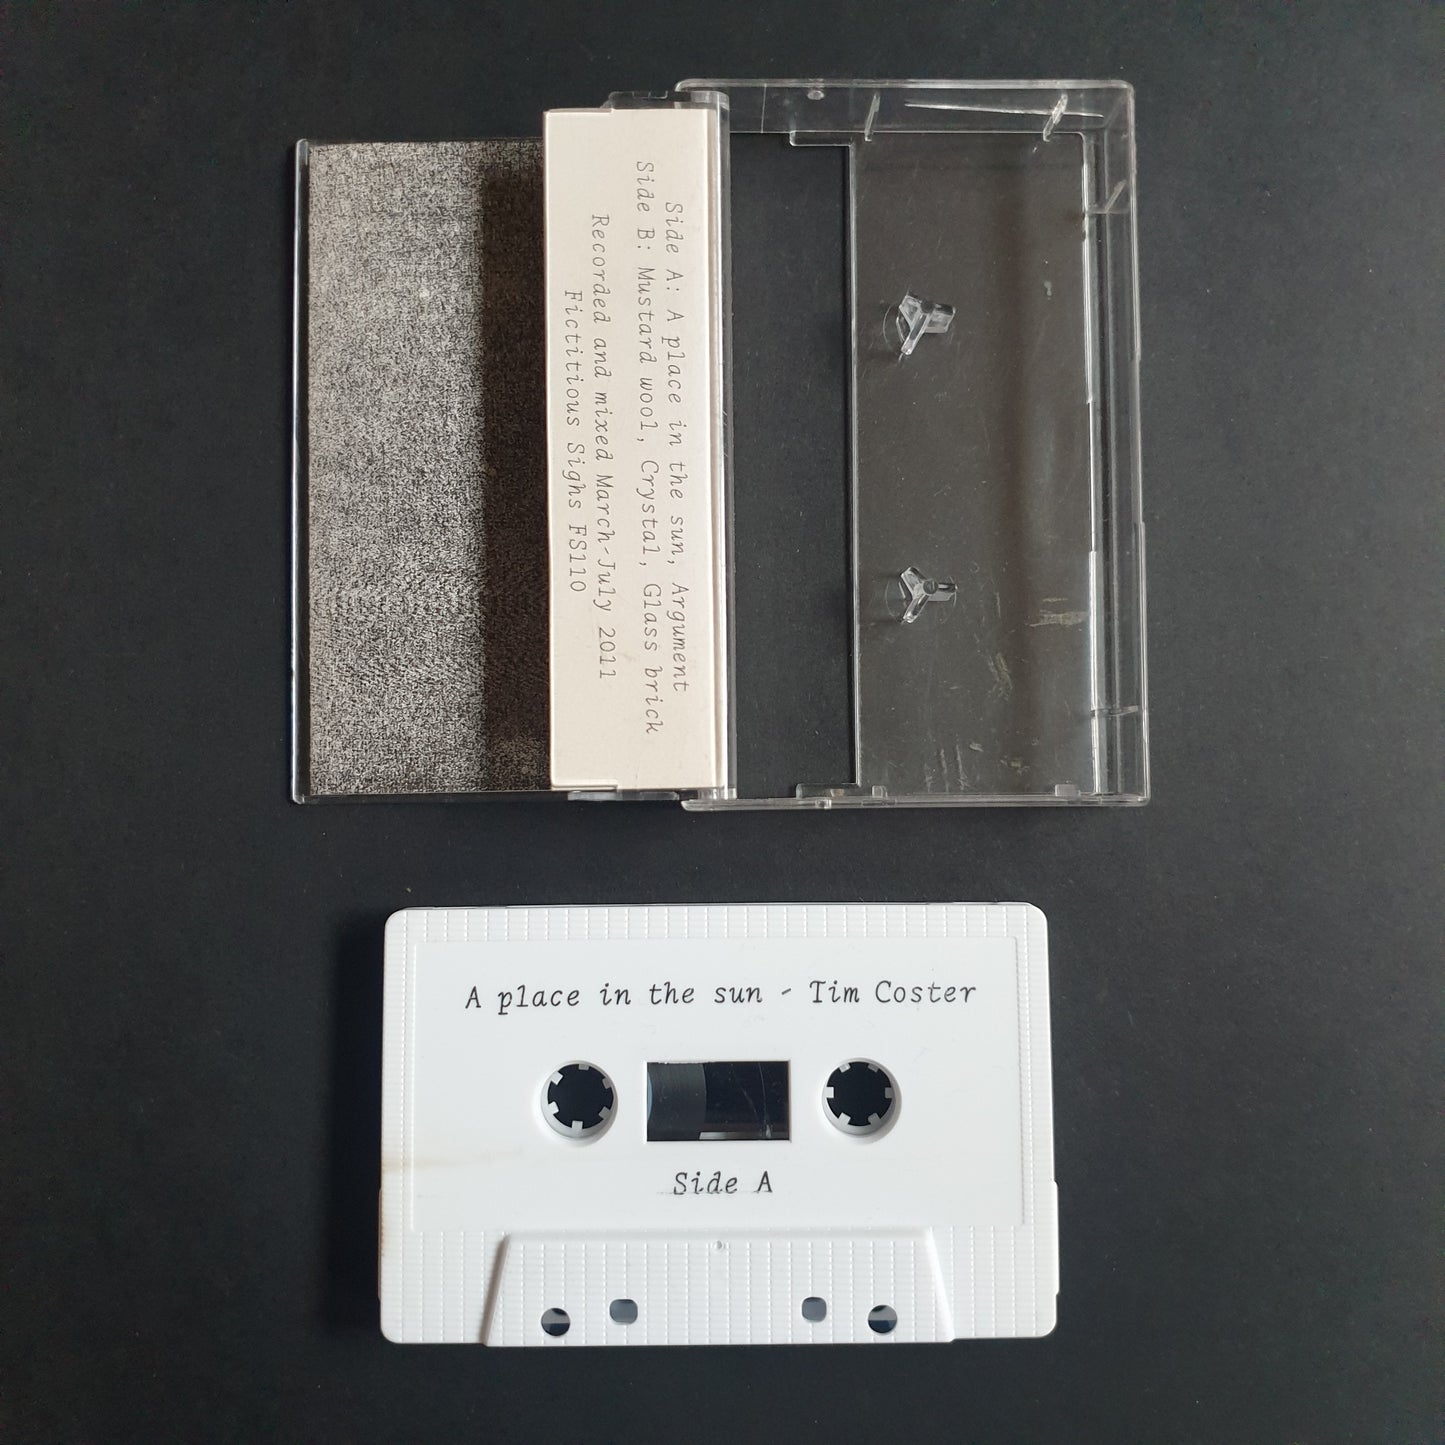 Side A: A place in the sun, Argument
Side B: Mustard wool, Crystal, Glass brick
Recorded and mixed March-July 2011
Fictitious Sighs FS110
A place in the sun - Tim Coster
Side A